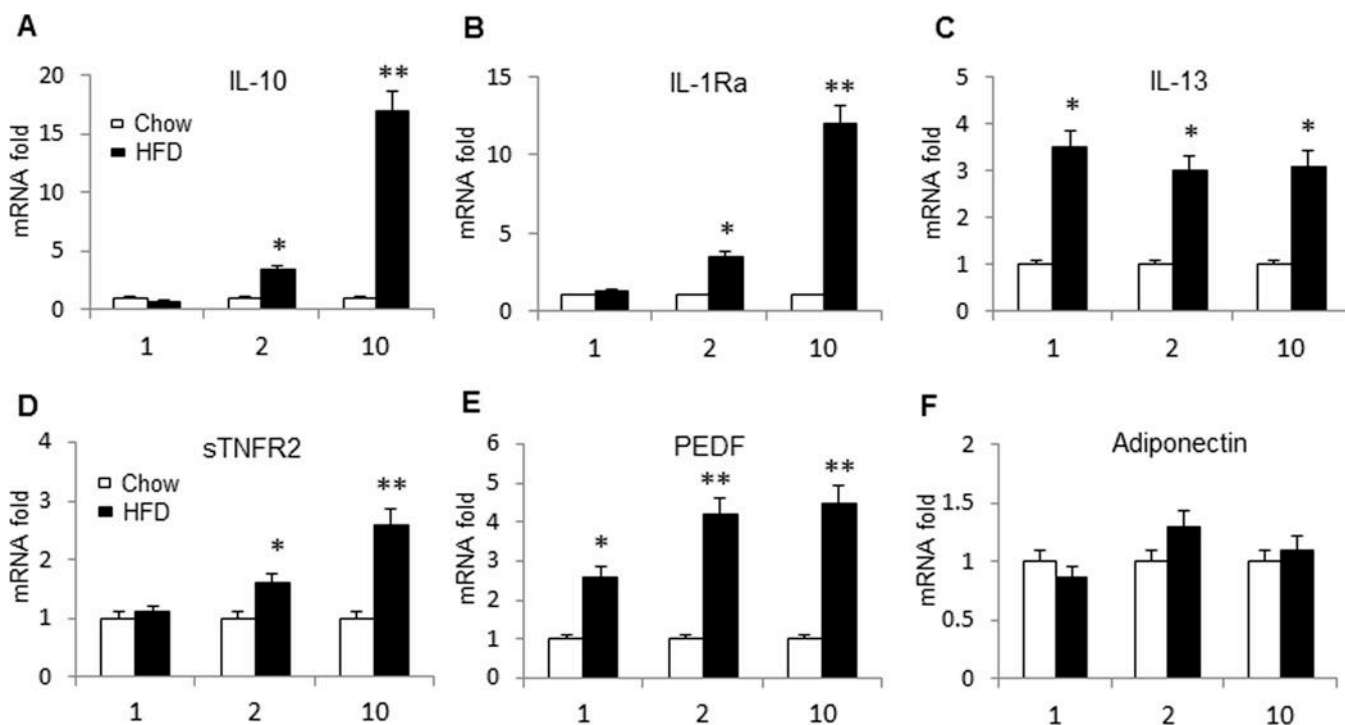 A
IL-10
mRNA fold
20
15
10
5
0
Chow
HFD
*
**
1 2 10
B
IL-1Ra
mRNA fold
15
10
5
0
*
**
1 2 10
C
IL-13
mRNA fold
5
4
3
2
1
0
*
*
*
1 2 10
D
sTNFR2
mRNA fold
4
3
2
1
0
Chow
HFD
*
**
1 2 10
E
PEDF
mRNA fold
6
5
4
3
2
1
0
*
**
**
1 2 10
F
Adiponectin
mRNA fold
2
1.5
1
0.5
0
1 2 10